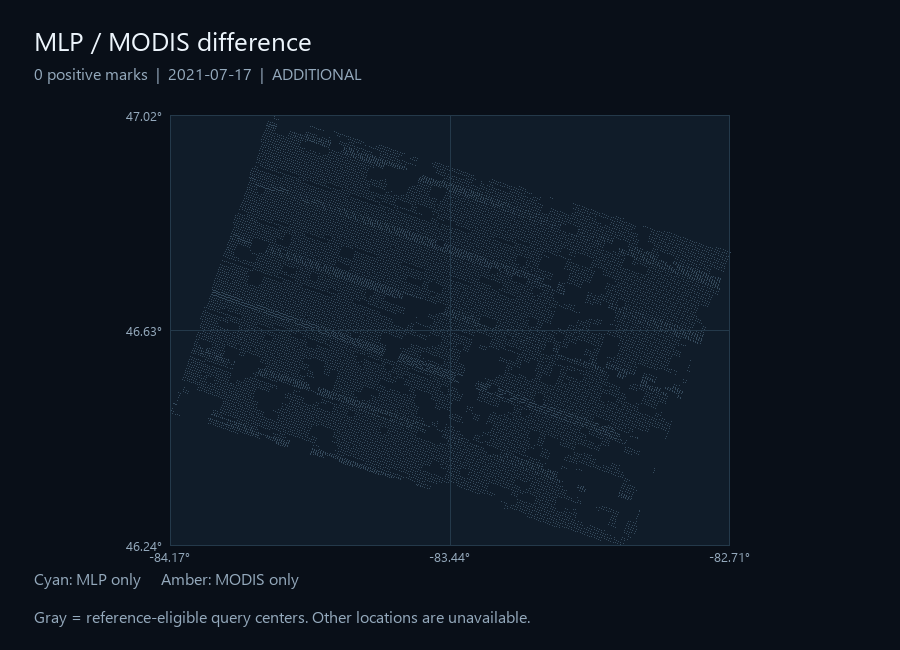 MLP / MODIS difference
0 positive marks | 2021-07-17 | ADDITIONAL
47.02°
46.63°
46.24°
-84.17° -83.44° -82.71°
Cyan: MLP only Amber: MODIS only
Gray = reference-eligible query centers. Other locations are unavailable.